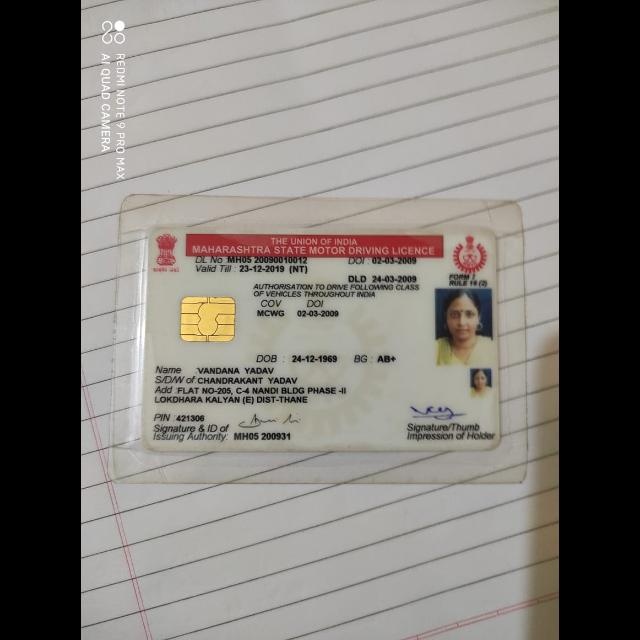 REDMI NOTE 9 PRO MAX
AI QUAD CAMERA
THE UNION OF INDIA
MAHARASHTRA STATE MOTOR DRIVING LICENCE
DL No MH05 20090010012 DOI : 02-03-2009
Valid Till : 23-12-2019 (NT)
DLD 24-03-2009
FORM 7
RULE 16 (2)
AUTHORISATION TO DRIVE FOLLOWING CLASS
OF VEHICLES THROUGHOUT INDIA
COV DOI
MCWG 02-03-2009
DOB : 24-12-1969 BG : AB+
Name VANDANA YADAV
S/D/W of CHANDRAKANT YADAV
Add FLAT NO-205, C-4 NANDI BLDG PHASE -II
LOKDHARA KALYAN (E) DIST-THANE
PIN 421306
Signature & ID of
Issuing Authority: MH05 200931
Signature/Thumb
Impression of Holder